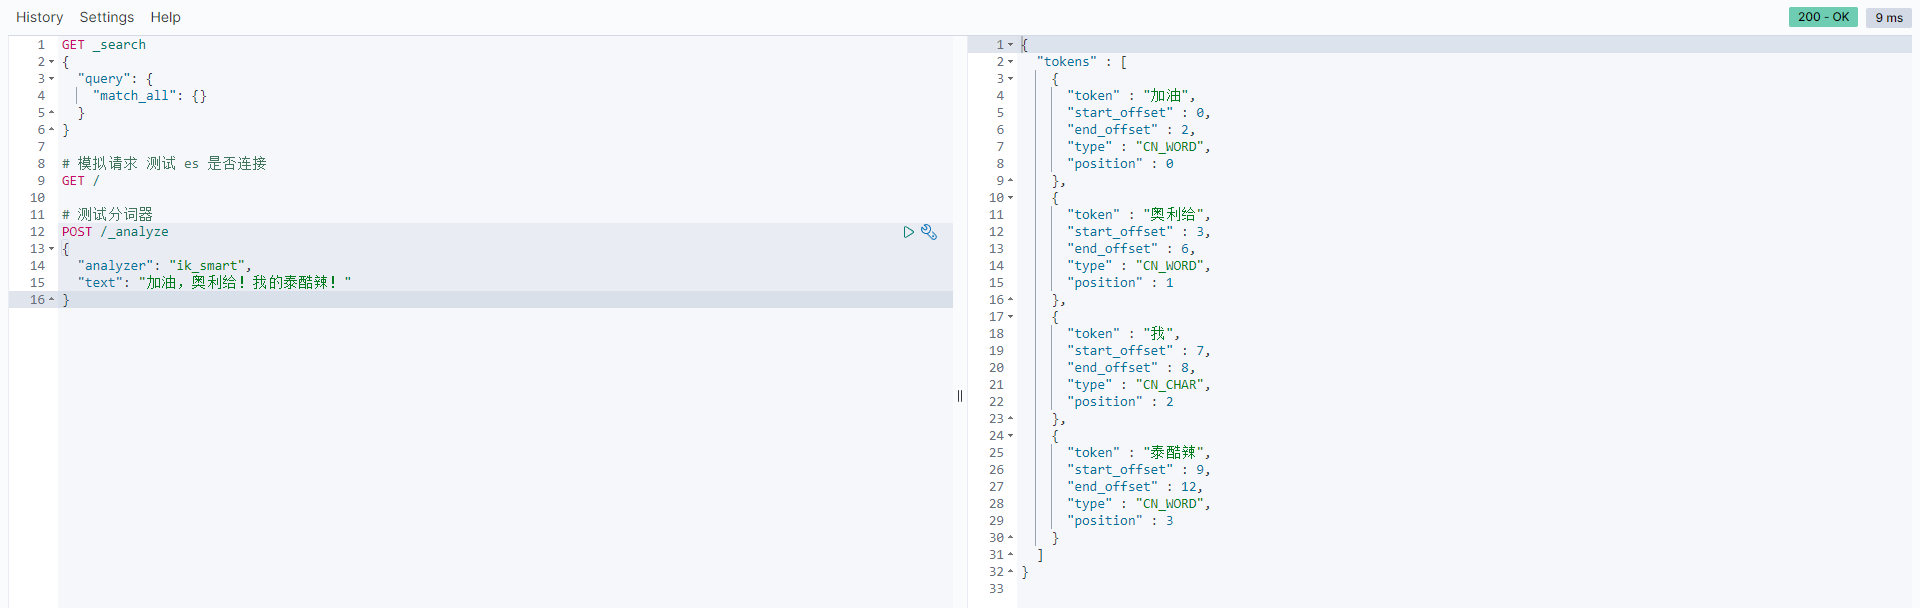 History Settings Help
200 - OK 9 ms
1 GET _search
2 {
3 "query": {
4 "match_all": {}
5 }
6 }
7
8 # 模拟请求 测试 es 是否连接
9 GET /
10
11 # 测试分词器
12 POST /_analyze
13 {
14 "analyzer": "ik_smart",
15 "text": "加油，奥利给！我的泰酷辣！"
16 }
1 {
2 "tokens" : [
3 {
4 "token" : "加油",
5 "start_offset" : 0,
6 "end_offset" : 2,
7 "type" : "CN_WORD",
8 "position" : 0
9 },
10 {
11 "token" : "奥利给",
12 "start_offset" : 3,
13 "end_offset" : 6,
14 "type" : "CN_WORD",
15 "position" : 1
16 },
17 {
18 "token" : "我",
19 "start_offset" : 7,
20 "end_offset" : 8,
21 "type" : "CN_CHAR",
22 "position" : 2
23 },
24 {
25 "token" : "泰酷辣",
26 "start_offset" : 9,
27 "end_offset" : 12,
28 "type" : "CN_WORD",
29 "position" : 3
30 }
31 ]
32 }
33